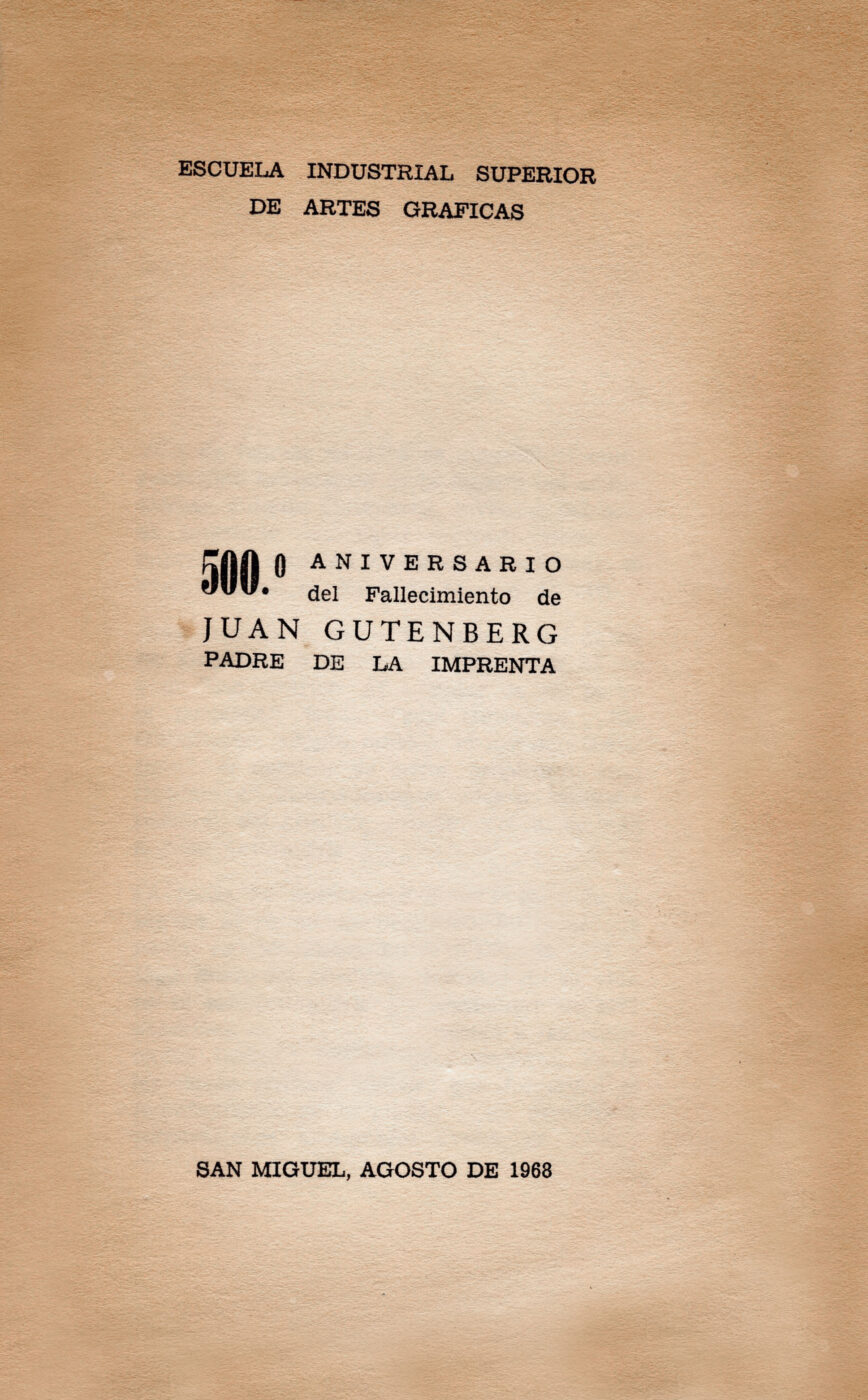 ESCUELA INDUSTRIAL SUPERIOR
DE ARTES GRAFICAS
500.º ANIVERSARIO
del Fallecimiento de
JUAN GUTENBERG
PADRE DE LA IMPRENTA
SAN MIGUEL, AGOSTO DE 1968